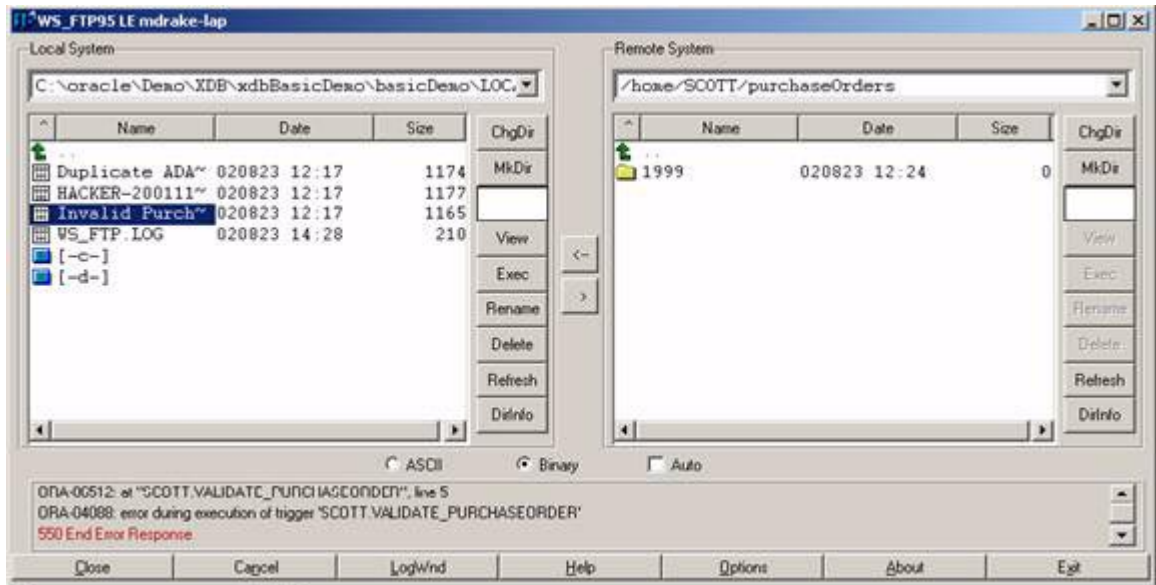 WS_FTP95 LE mdrake-lap
Local System
C:\oracle\Demo\XDB\xdbBasicDemo\basicDemo\LOC
^ Name Date Size
..
Duplicate ADA~ 020823 12:17 1174
HACKER-200111~ 020823 12:17 1177
Invalid Purch~ 020823 12:17 1165
WS_FTP.LOG 020823 14:28 210
[-c-]
[-d-]
ChgDir
MkDir
View
Exec
Rename
Delete
Refresh
DirInfo
<-
>
Remote System
/home/SCOTT/purchaseOrders
^ Name Date Size
..
1999 020823 12:24 0
ChgDir
MkDir
View
Exec
Rename
Delete
Refresh
DirInfo
ASCII Binary Auto
ORA-06512: at "SCOTT.VALIDATE_PURCHASEORDER", line 5
ORA-04088: error during execution of trigger 'SCOTT.VALIDATE_PURCHASEORDER'
550 End Error Response
Close Cancel LogWnd Help Options About Exit